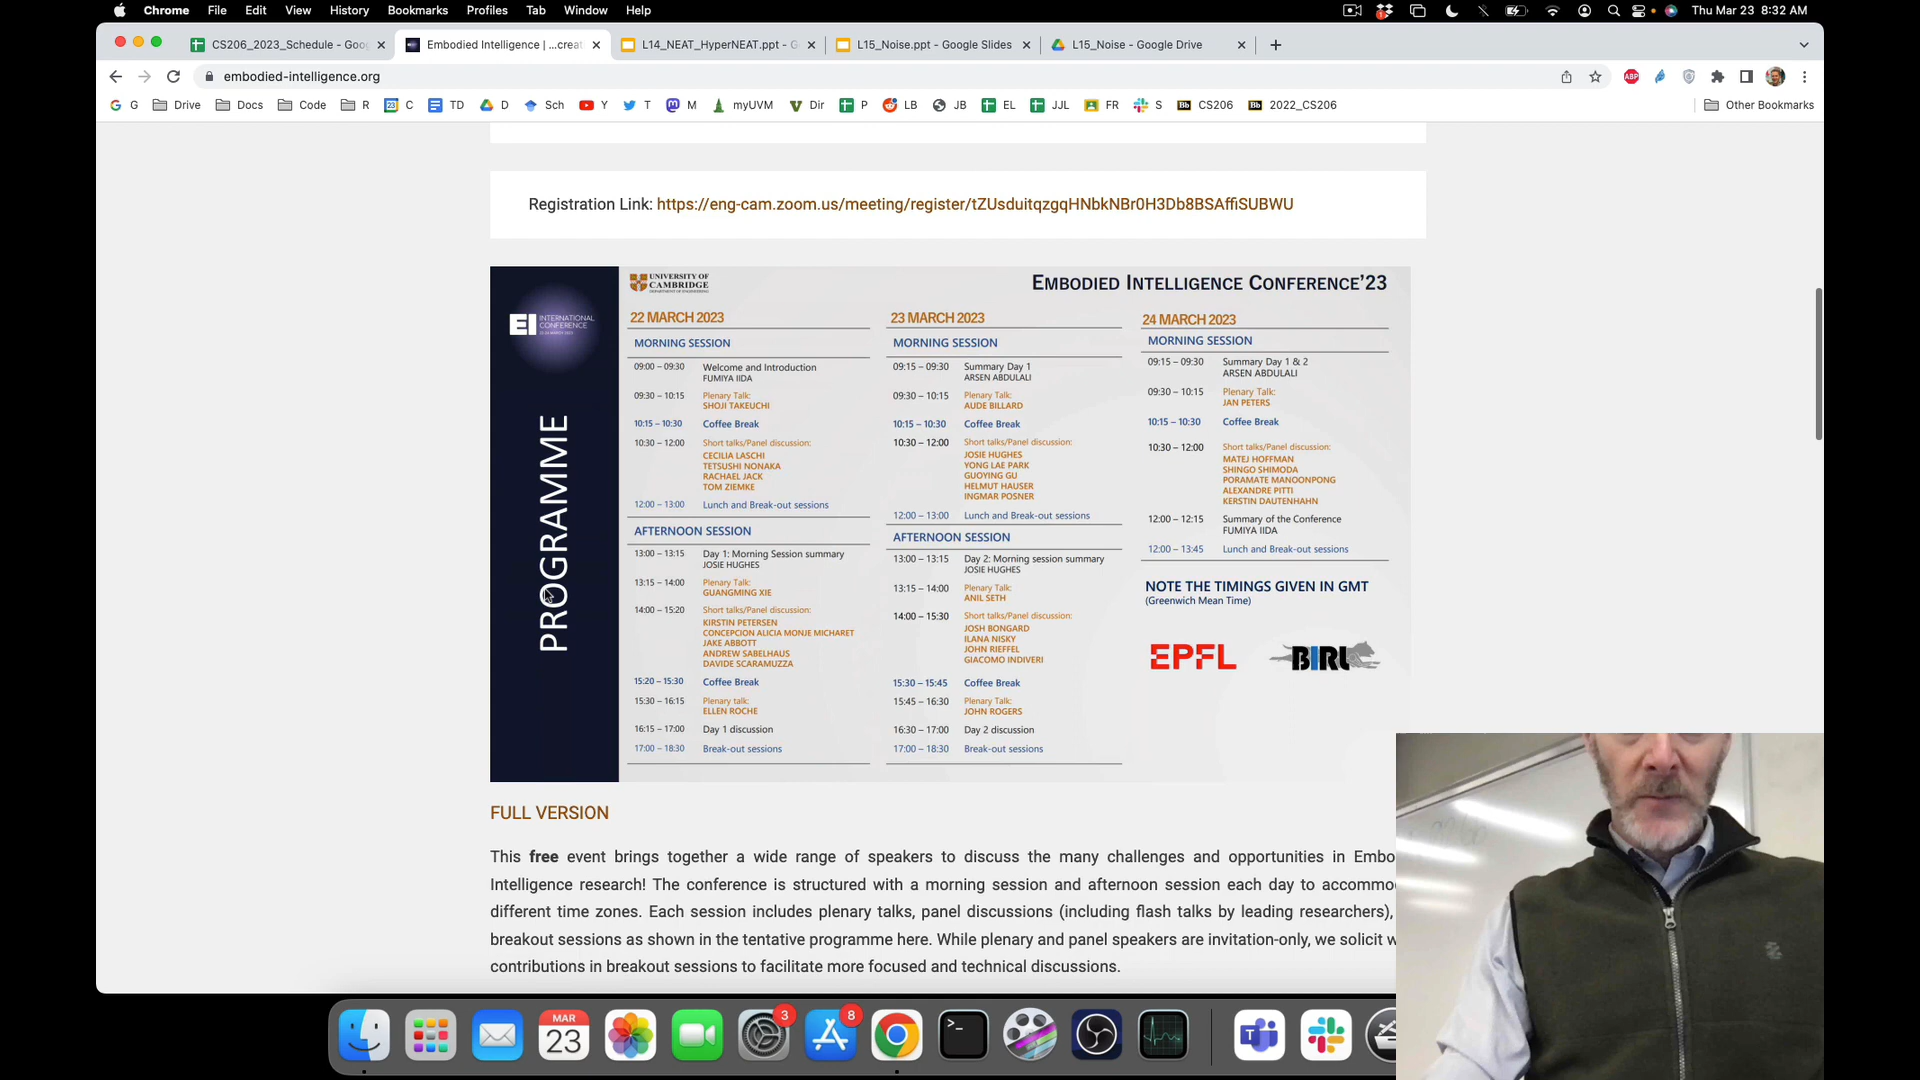 Chrome File Edit View History Bookmarks Profiles Tab Window Help
Thu Mar 23 8:32 AM
CS206_2023_Schedule - Goo
Embodied Intelligence | ...creati
L14_NEAT_HyperNEAT.ppt - G
L15_Noise.ppt - Google Slides
L15_Noise - Google Drive
embodied-intelligence.org
G Drive Docs Code R C TD D Sch Y T M myUVM Dir P LB JB EL JJL FR S CS206 2022_CS206 Other Bookmarks
Registration Link: https://eng-cam.zoom.us/meeting/register/tZUsduitqzgqHNbkNBr0H3Db8BSAffiSUBWU
UNIVERSITY OF
CAMBRIDGE
DEPARTMENT OF ENGINEERING
EMBODIED INTELLIGENCE CONFERENCE'23
EI INTERNATIONAL
CONFERENCE
PROGRAMME
22 MARCH 2023
MORNING SESSION
09:00 – 09:30 Welcome and Introduction
FUMIYA IIDA
09:30 – 10:15 Plenary Talk:
SHOJI TAKEUCHI
10:15 – 10:30 Coffee Break
10:30 – 12:00 Short talks/Panel discussion:
CECILIA LASCHI
TETSUSHI NONAKA
RACHAEL JACK
TOM ZIEMKE
12:00 – 13:00 Lunch and Break-out sessions
AFTERNOON SESSION
13:00 – 13:15 Day 1: Morning Session summary
JOSIE HUGHES
13:15 – 14:00 Plenary Talk:
GUANGMING XIE
14:00 – 15:20 Short talks/Panel discussion:
KIRSTIN PETERSEN
CONCEPCION ALICIA MONJE MICHARET
JAKE ABBOTT
ANDREW SABELHAUS
DAVIDE SCARAMUZZA
15:20 – 15:30 Coffee Break
15:30 – 16:15 Plenary talk:
ELLEN ROCHE
16:15 – 17:00 Day 1 discussion
17:00 – 18:30 Break-out sessions
23 MARCH 2023
MORNING SESSION
09:15 – 09:30 Summary Day 1
ARSEN ABDULALI
09:30 – 10:15 Plenary Talk:
AUDE BILLARD
10:15 – 10:30 Coffee Break
10:30 – 12:00 Short talks/Panel discussion:
JOSIE HUGHES
YONG LAE PARK
GUOYING GU
HELMUT HAUSER
INGMAR POSNER
12:00 – 13:00 Lunch and Break-out sessions
AFTERNOON SESSION
13:00 – 13:15 Day 2: Morning session summary
JOSIE HUGHES
13:15 – 14:00 Plenary Talk:
ANIL SETH
14:00 – 15:30 Short talks/Panel discussion:
JOSH BONGARD
ILANA NISKY
JOHN RIEFFEL
GIACOMO INDIVERI
15:30 – 15:45 Coffee Break
15:45 – 16:30 Plenary Talk:
JOHN ROGERS
16:30 – 17:00 Day 2 discussion
17:00 – 18:30 Break-out sessions
24 MARCH 2023
MORNING SESSION
09:15 – 09:30 Summary Day 1 & 2
ARSEN ABDULALI
09:30 – 10:15 Plenary Talk:
JAN PETERS
10:15 – 10:30 Coffee Break
10:30 – 12:00 Short talks/Panel discussion:
MATEJ HOFFMAN
SHINGO SHIMODA
PORAMATE MANOONPONG
ALEXANDRE PITTI
KERSTIN DAUTENHAHN
12:00 – 12:15 Summary of the Conference
FUMIYA IIDA
12:00 – 13:45 Lunch and Break-out sessions
NOTE THE TIMINGS GIVEN IN GMT
(Greenwich Mean Time)
EPFL BIRL
FULL VERSION
This free event brings together a wide range of speakers to discuss the many challenges and opportunities in Embo
Intelligence research! The conference is structured with a morning session and afternoon session each day to accommo
different time zones. Each session includes plenary talks, panel discussions (including flash talks by leading researchers),
breakout sessions as shown in the tentative programme here. While plenary and panel speakers are invitation-only, we solicit w
contributions in breakout sessions to facilitate more focused and technical discussions.
MAR
23
3
8